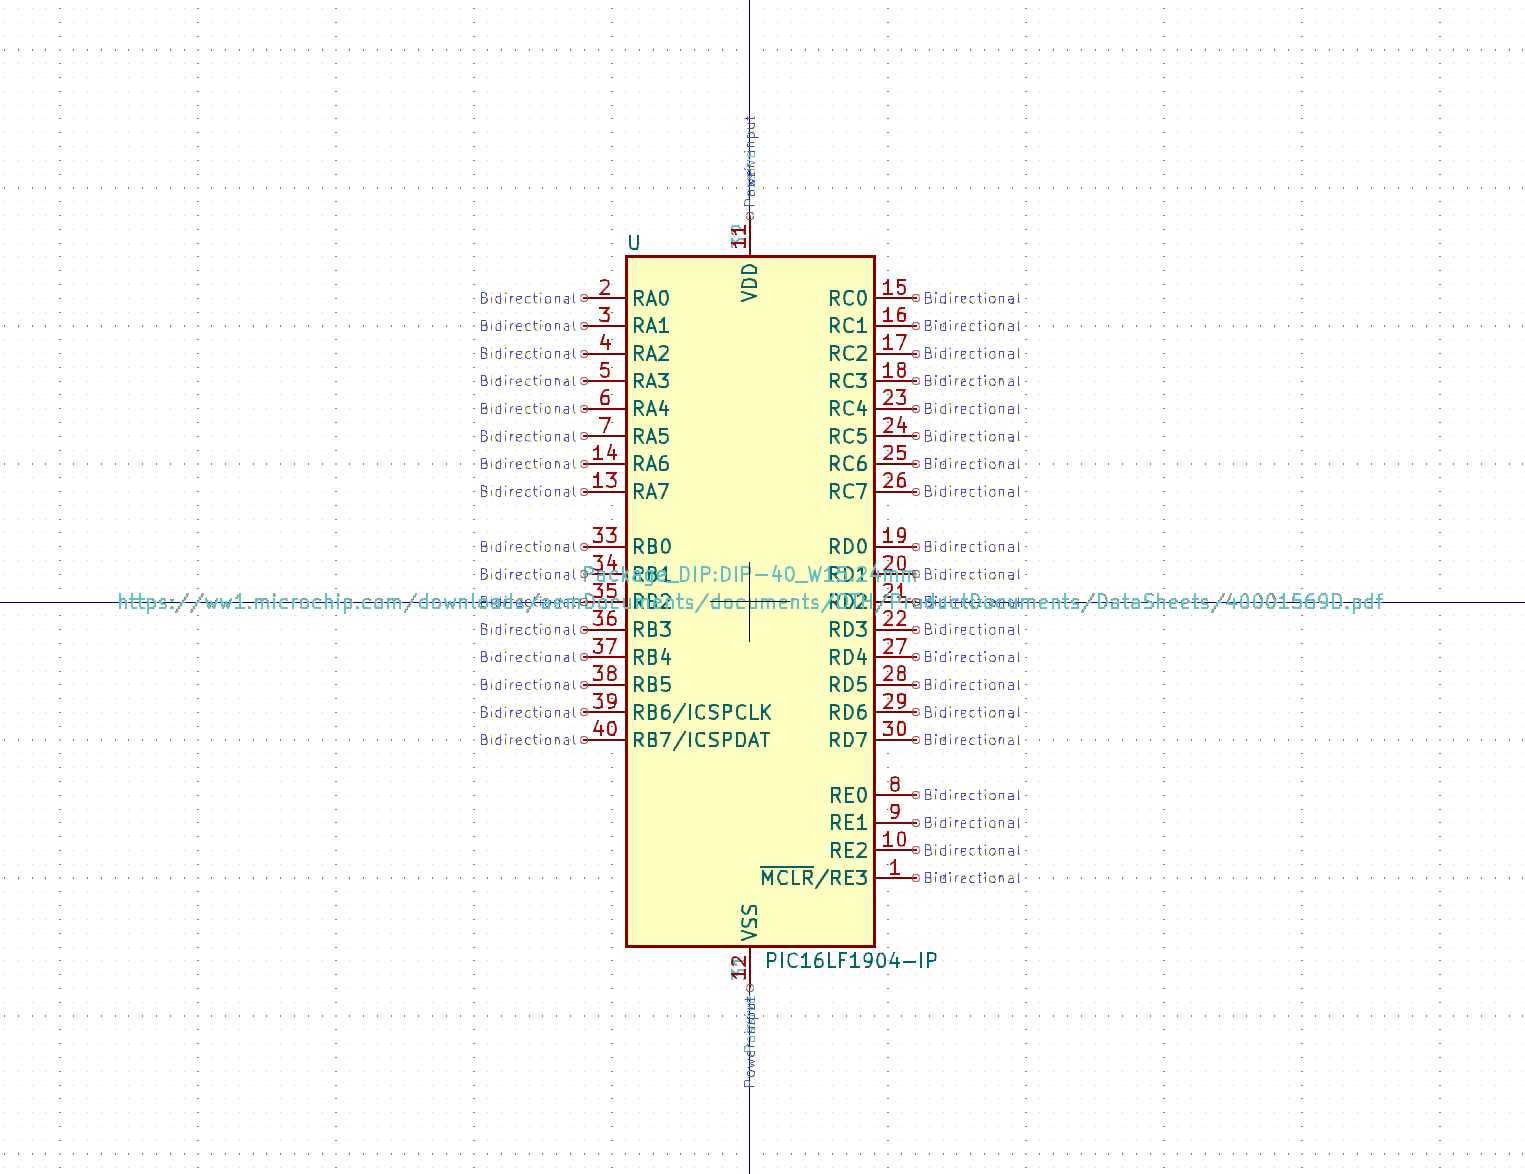 Power input
11
U
VDD
2 RA0 Bidirectional
3 RA1 Bidirectional
4 RA2 Bidirectional
5 RA3 Bidirectional
6 RA4 Bidirectional
7 RA5 Bidirectional
14 RA6 Bidirectional
13 RA7 Bidirectional
33 RB0 Bidirectional
34 RB1 Bidirectional
35 RB2 Bidirectional
36 RB3 Bidirectional
37 RB4 Bidirectional
38 RB5 Bidirectional
39 RB6/ICSPCLK Bidirectional
40 RB7/ICSPDAT Bidirectional
RC0 15 Bidirectional
RC1 16 Bidirectional
RC2 17 Bidirectional
RC3 18 Bidirectional
RC4 23 Bidirectional
RC5 24 Bidirectional
RC6 25 Bidirectional
RC7 26 Bidirectional
RD0 19 Bidirectional
RD1 20 Bidirectional
RD2 21 Bidirectional
RD3 22 Bidirectional
RD4 27 Bidirectional
RD5 28 Bidirectional
RD6 29 Bidirectional
RD7 30 Bidirectional
RE0 8 Bidirectional
RE1 9 Bidirectional
RE2 10 Bidirectional
MCLR/RE3 1 Bidirectional
Package_DIP:DIP-40_W15.24mm
https://ww1.microchip.com/downloads/aemDocuments/documents/OTH/ProductDocuments/DataSheets/40001569D.pdf
VSS
12
PIC16LF1904-IP
Power input